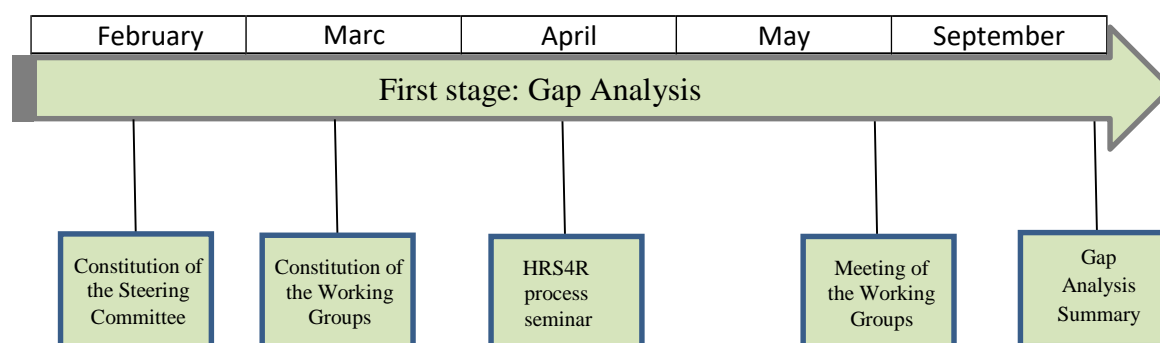 February Marc April May September
First stage: Gap Analysis
Constitution of
the Steering
Committee
Constitution of
the Working
Groups
HRS4R
process
seminar
Meeting of
the Working
Groups
Gap
Analysis
Summary